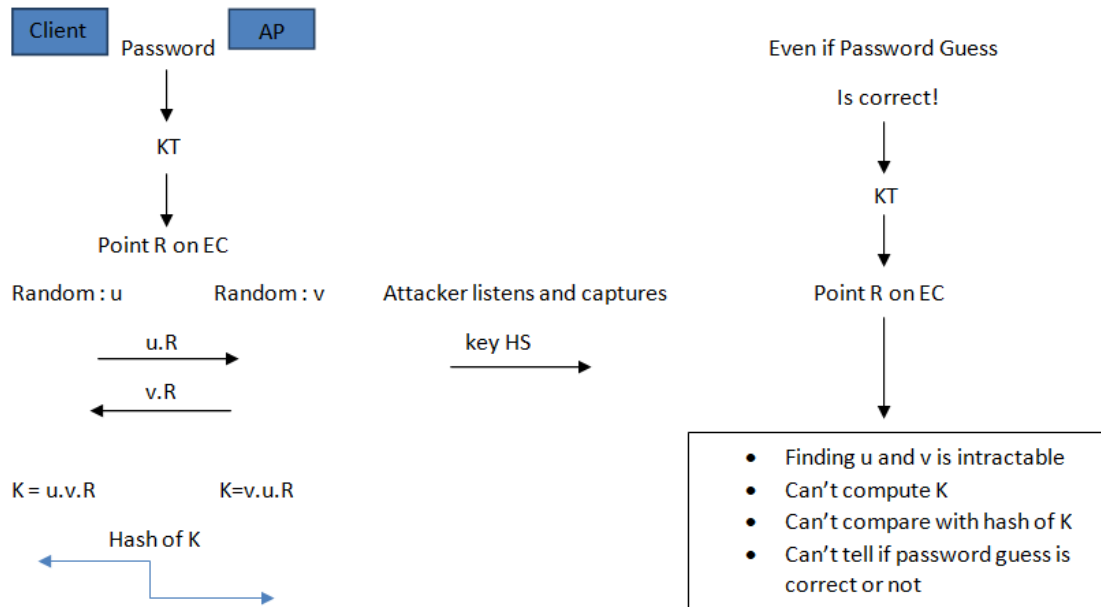 Client
Password
AP
KT
Point R on EC
Random : u
Random : v
u.R
v.R
K = u.v.R
K=v.u.R
Hash of K
Attacker listens and captures
key HS
Even if Password Guess
Is correct!
KT
Point R on EC
• Finding u and v is intractable
• Can’t compute K
• Can’t compare with hash of K
• Can’t tell if password guess is
correct or not